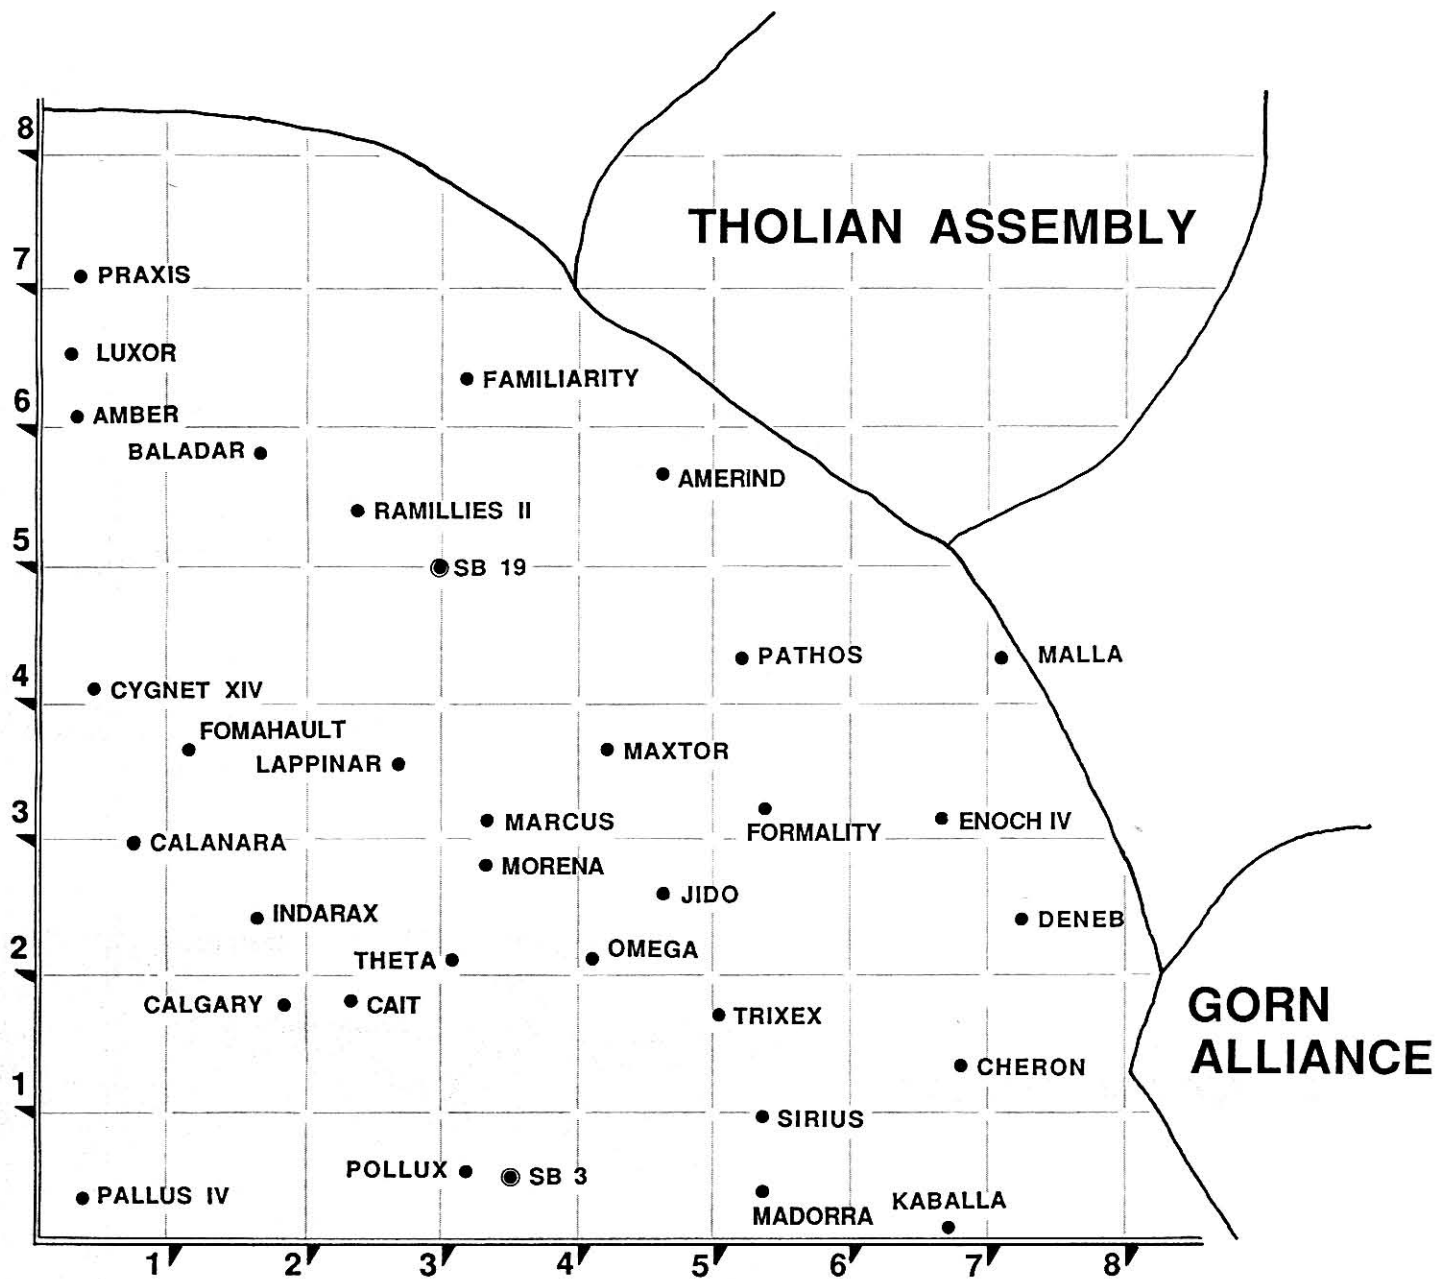 8
THOLIAN ASSEMBLY
7
PRAXIS
LUXOR
FAMILIARITY
6
AMBER
BALADAR
AMERIND
RAMILLIES II
5
SB 19
PATHOS
MALLA
4
CYGNET XIV
FOMAHAULT
MAXTOR
LAPPINAR
3
MARCUS
ENOCH IV
FORMALITY
CALANARA
MORENA
JIDO
INDARAX
DENEB
2
OMEGA
THETA
CALGARY
CAIT
GORN
TRIXEX
ALLIANCE
CHERON
1
SIRIUS
POLLUX
SB 3
PALLUS IV
KABALLA
MADORRA
1 2 3 4 5 6 7 8